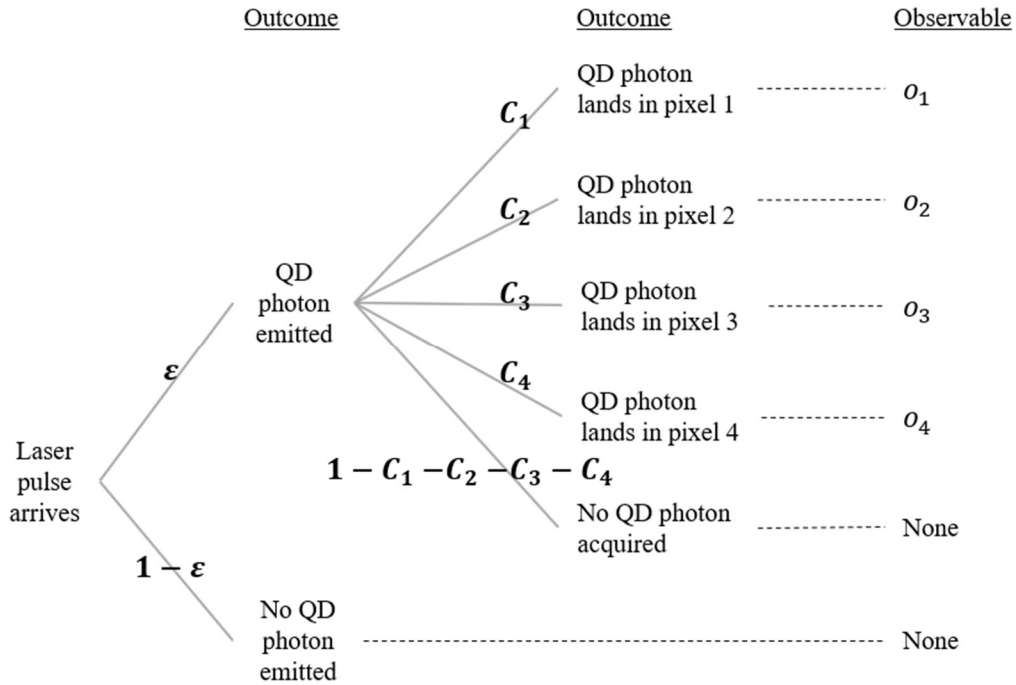 Outcome
Outcome
Observable
QD photon
lands in pixel 1
o₁
C₁
QD photon
lands in pixel 2
o₂
C₂
QD
photon
emitted
C₃
QD photon
lands in pixel 3
o₃
ε
C₄
QD photon
lands in pixel 4
o₄
Laser
pulse
arrives
1 − C₁ −C₂ −C₃ − C₄
No QD photon
acquired
None
1 − ε
No QD
photon
emitted
None